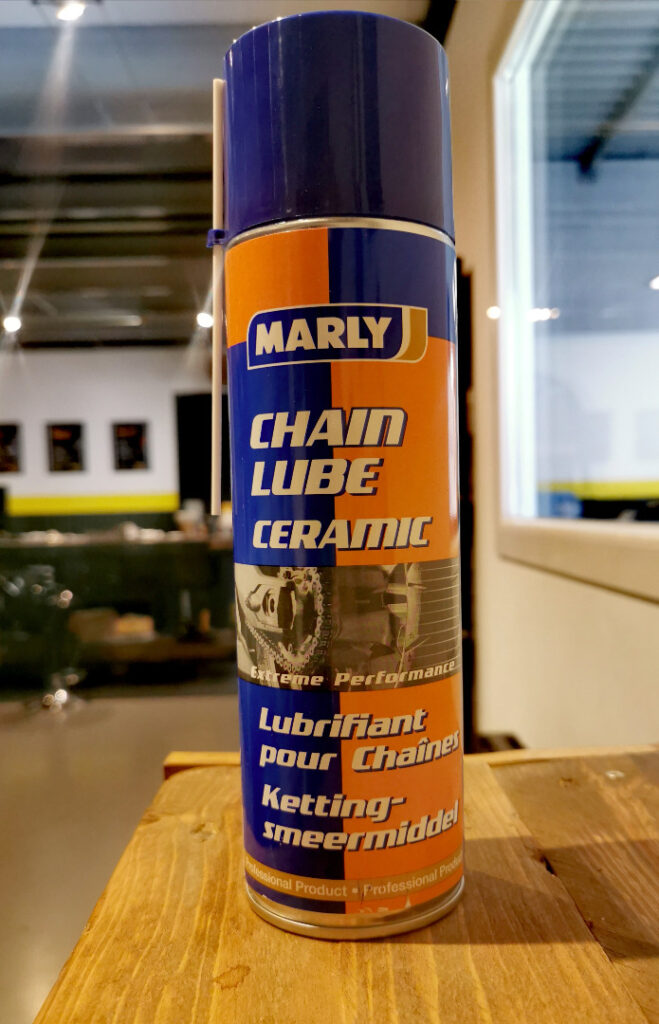 MARLY
CHAIN
LUBE
CERAMIC
Extreme Performance
Lubrifiant
pour Chaînes
Ketting-
smeermiddel
Professional Product • Professional Product